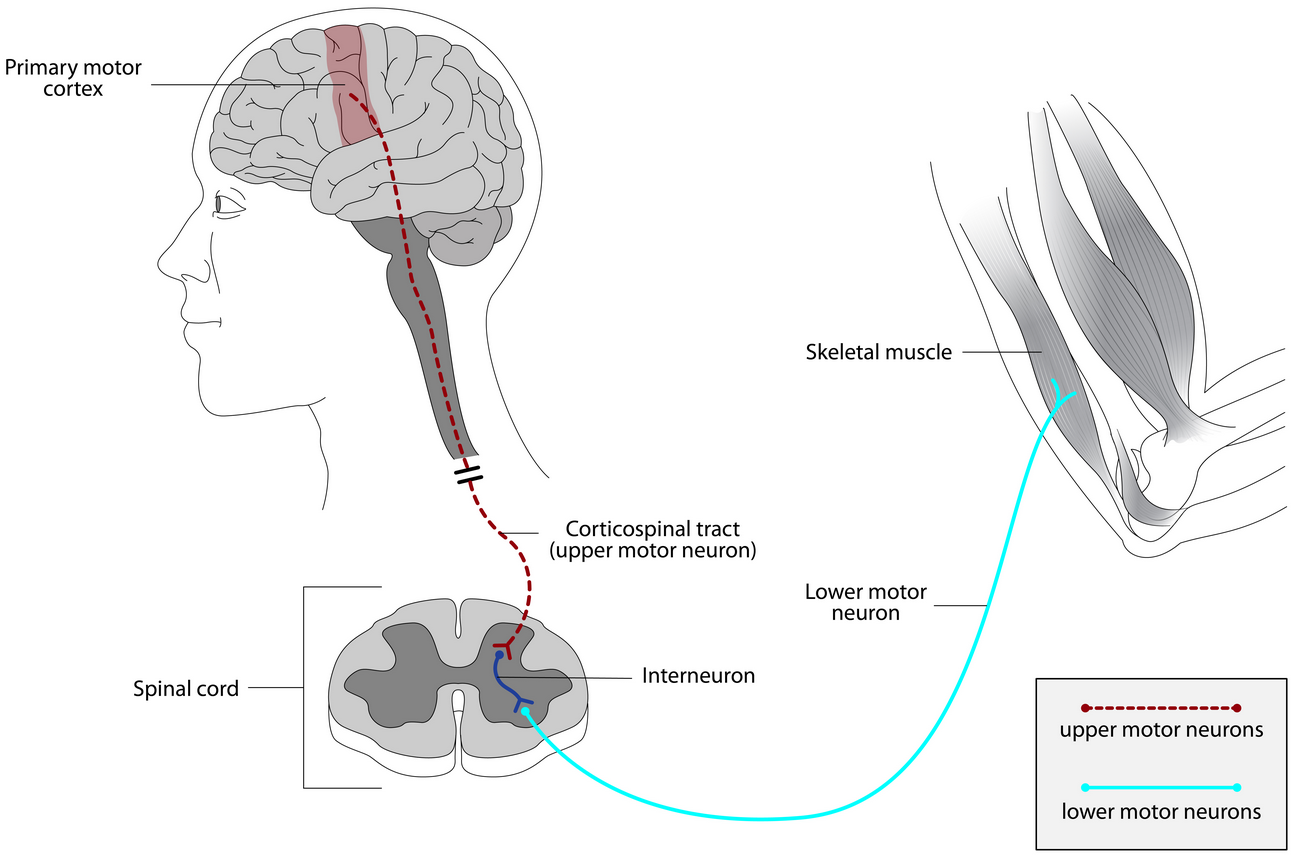 Primary motor
cortex
Skeletal muscle
Corticospinal tract
(upper motor neuron)
Lower motor
neuron
Interneuron
Spinal cord
upper motor neurons
lower motor neurons